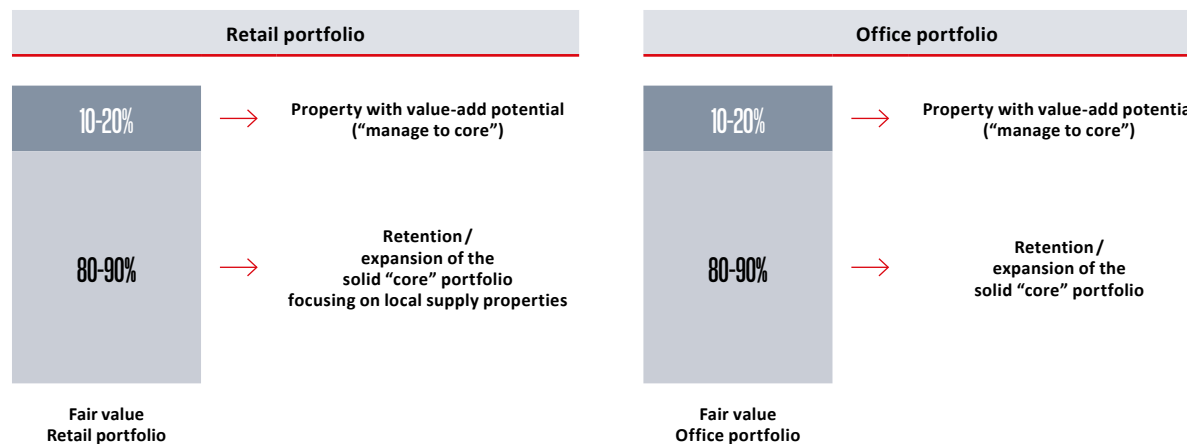 Retail portfolio
10-20%
Property with value-add potential
(“manage to core”)
80-90%
Retention /
expansion of the
solid “core” portfolio
focusing on local supply properties
Fair value
Retail portfolio
Office portfolio
10-20%
Property with value-add potentia
(“manage to core”)
80-90%
Retention /
expansion of the
solid “core” portfolio
Fair value
Office portfolio